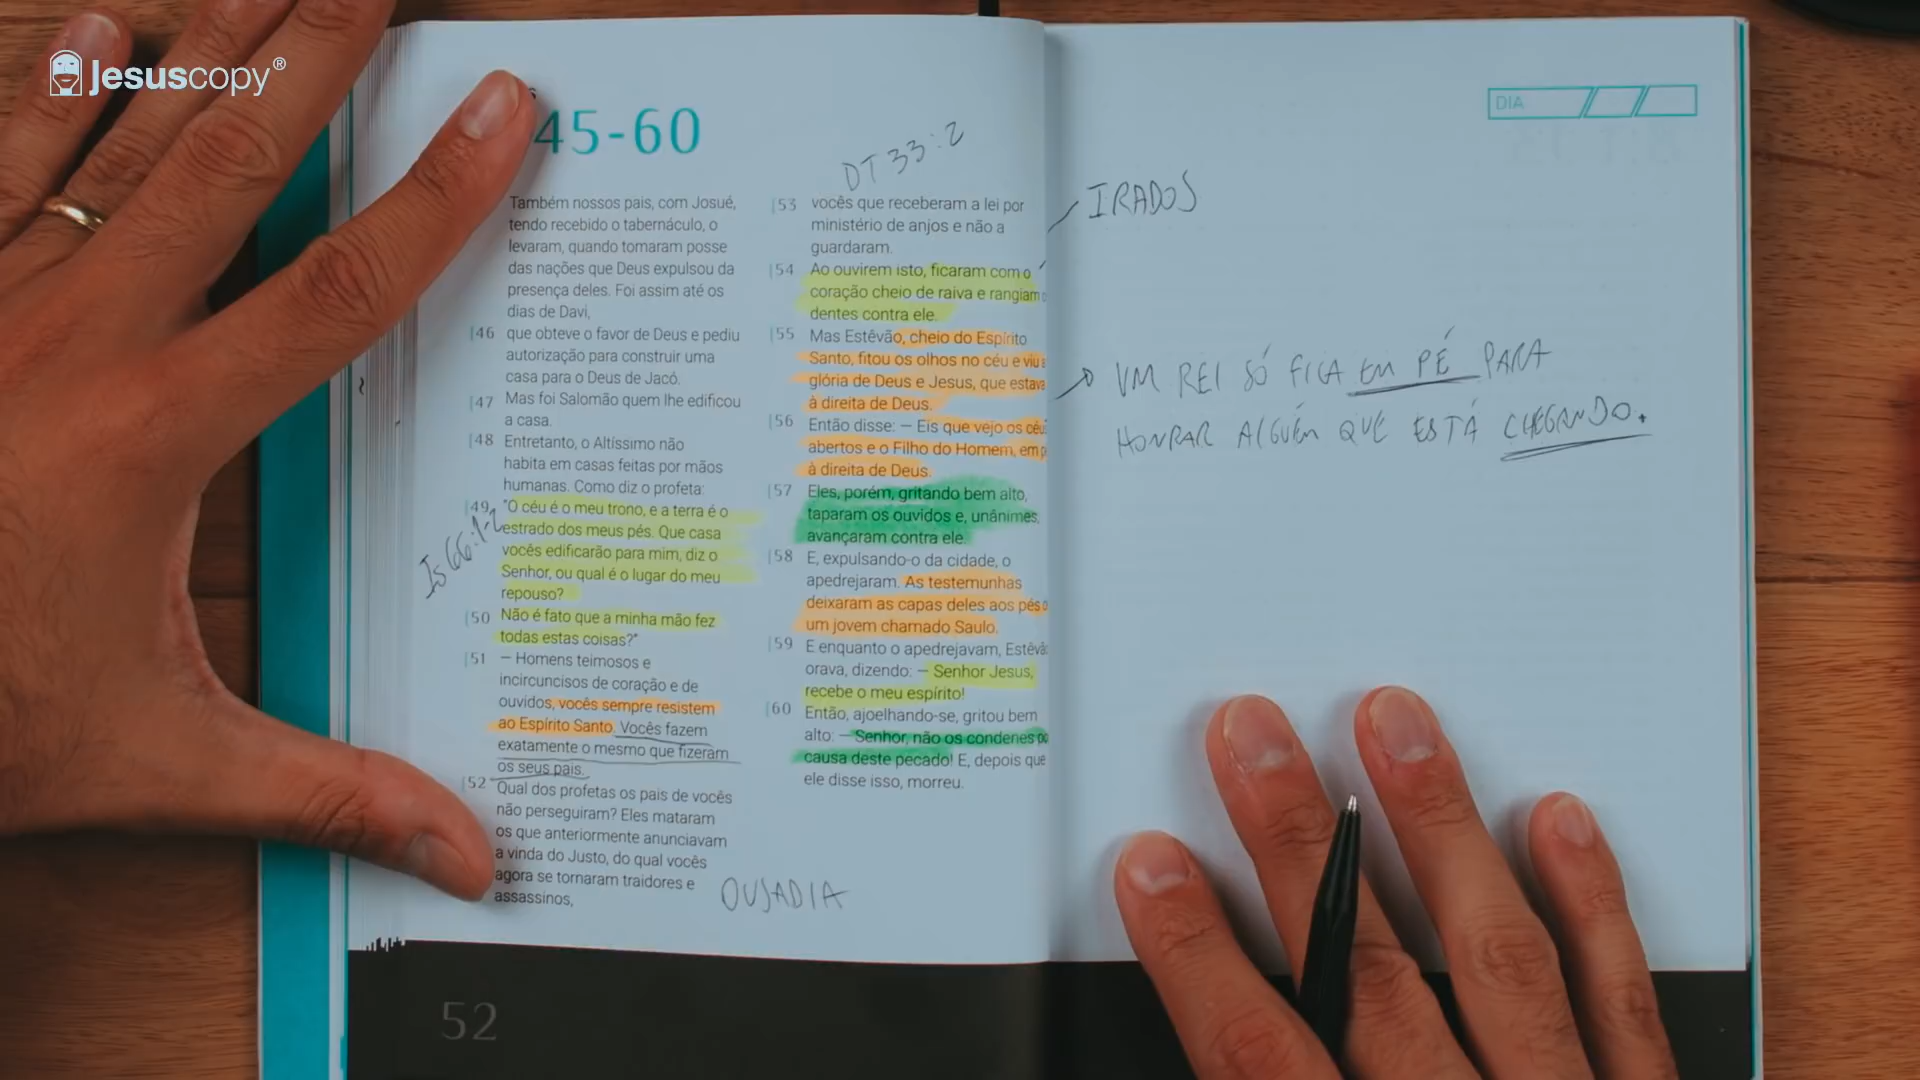 Jesuscopy®
45-60
Também nossos pais, com Josué,
tendo recebido o tabernáculo, o
levaram, quando tomaram posse
das nações que Deus expulsou da
presença deles. Foi assim até os
dias de Davi,
46 que obteve o favor de Deus e pediu
autorização para construir uma
casa para o Deus de Jacó.
47 Mas foi Salomão quem lhe edificou
a casa.
48 Entretanto, o Altíssimo não
habita em casas feitas por mãos
humanas. Como diz o profeta:
49 "O céu é o meu trono, e a terra é o
estrado dos meus pés. Que casa
vocês edificarão para mim, diz o
Senhor, ou qual é o lugar do meu
repouso?
Is 66:1-2
50 Não é fato que a minha mão fez
todas estas coisas?"
51 — Homens teimosos e
incircuncisos de coração e de
ouvidos, vocês sempre resistem
ao Espírito Santo. Vocês fazem
exatamente o mesmo que fizeram
os seus pais.
52 Qual dos profetas os pais de vocês
não perseguiram? Eles mataram
os que anteriormente anunciavam
a vinda do Justo, do qual vocês
agora se tornaram traidores e
assassinos,
OUSADIA
DT 33:2
53 vocês que receberam a lei por
ministério de anjos e não a
guardaram.
54 Ao ouvirem isto, ficaram com o
coração cheio de raiva e rangiam
dentes contra ele.
55 Mas Estêvão, cheio do Espírito
Santo, fitou os olhos no céu e viu a
glória de Deus e Jesus, que estava
à direita de Deus.
56 Então disse: — Eis que vejo os
abertos e o Filho do Homem, em
à direita de Deus.
57 Eles, porém, gritando bem alto,
taparam os ouvidos e, unânimes,
avançaram contra ele.
58 E, expulsando-o da cidade, o
apedrejaram. As testemunhas
deixaram as capas deles aos pés
um jovem chamado Saulo.
59 E enquanto o apedrejavam,
orava, dizendo: — Senhor Jesus,
recebe o meu espírito!
60 Então, ajoelhando-se, gritou bem
alto: — Senhor, não os condenes
causa deste pecado! E, depois que
ele disse isso, morreu.
52
DIA
IRADOS
UM REI SÓ FICA EM PÉ PARA
HONRAR ALGUÉM QUE ESTÁ CHEGANDO.